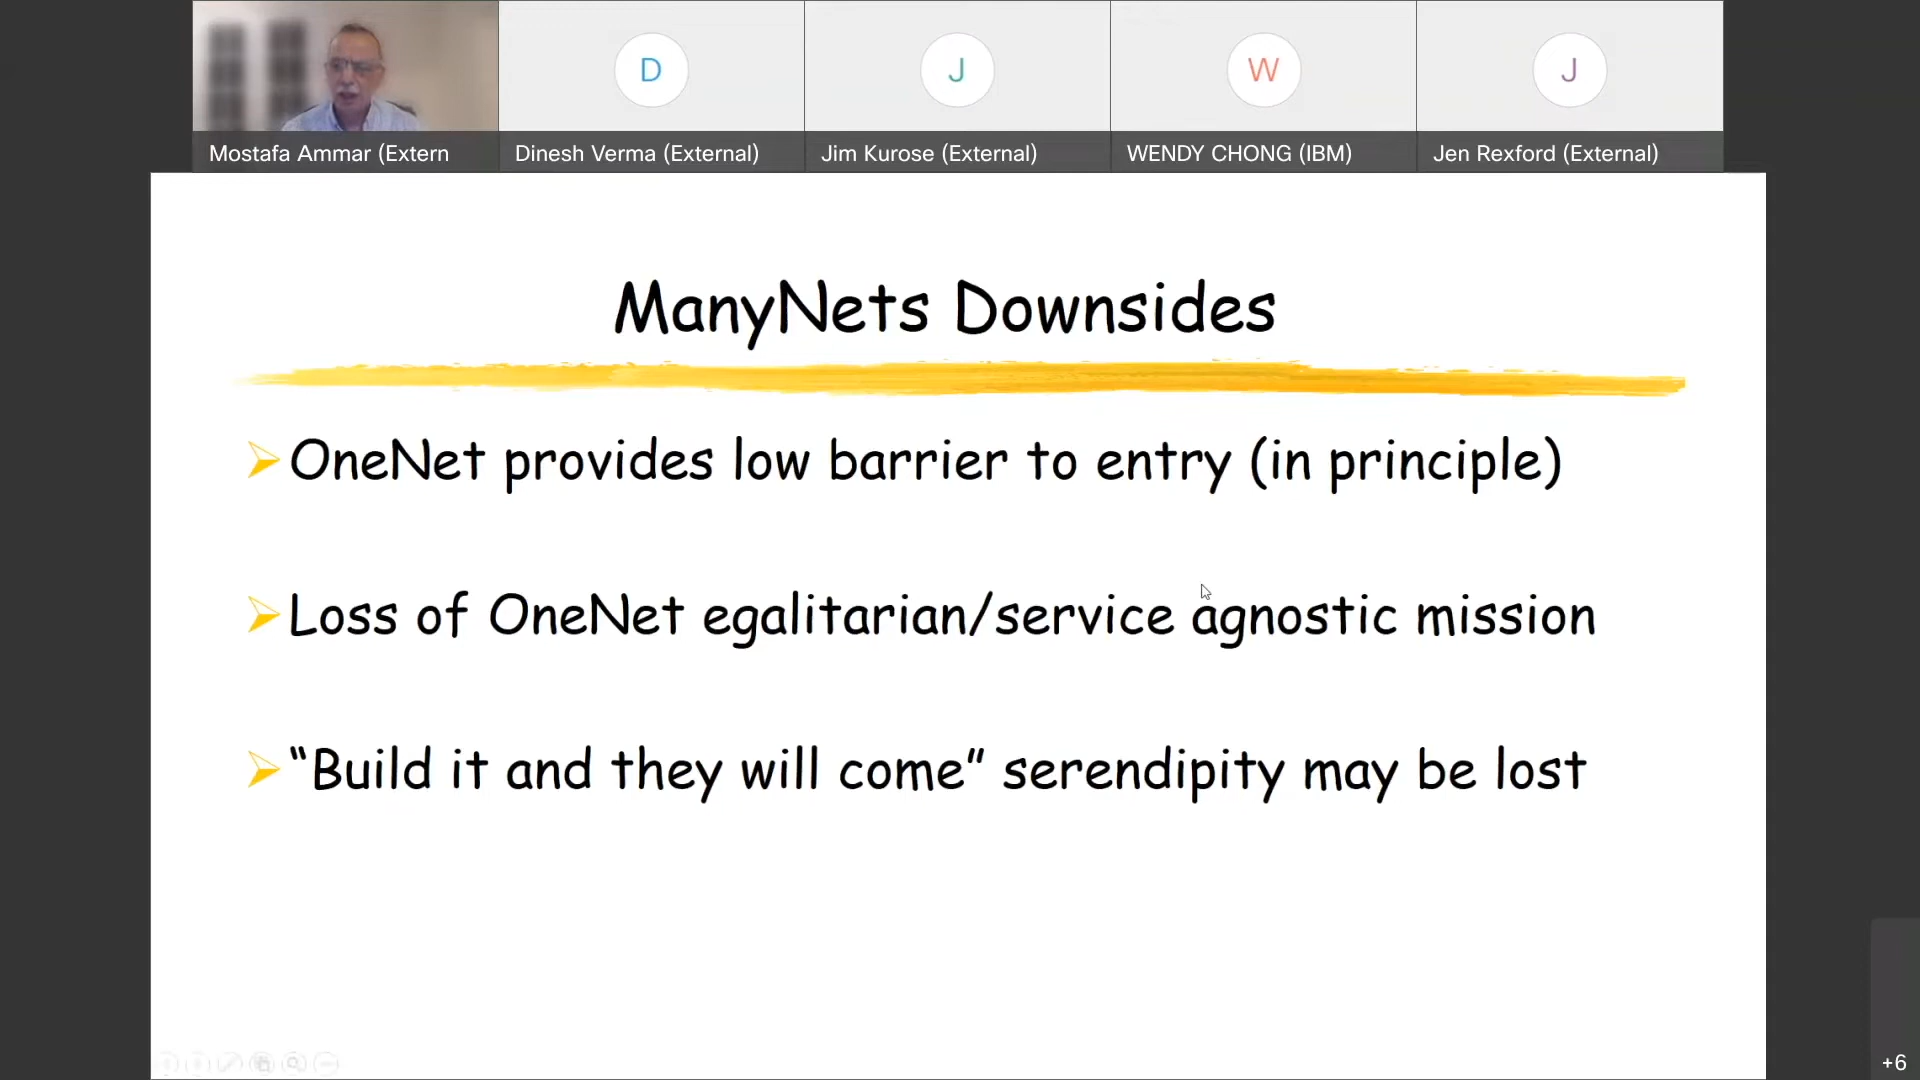 D
J
W
J
Mostafa Ammar (Extern
Dinesh Verma (External)
Jim Kurose (External)
WENDY CHONG (IBM)
Jen Rexford (External)
ManyNets Downsides
OneNet provides low barrier to entry (in principle)
Loss of OneNet egalitarian/service agnostic mission
“Build it and they will come” serendipity may be lost
+6